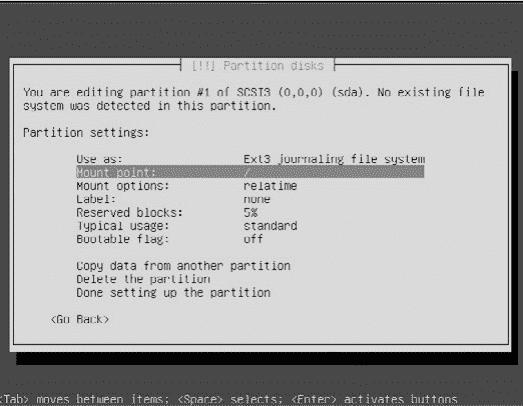 [!!] Partition disks
You are editing partition #1 of SCSI3 (0,0,0) (sda). No existing file
system was detected in this partition.
Partition settings:
Use as: Ext3 journaling file system
Mount point: /
Mount options: relatime
Label: none
Reserved blocks: 5%
Typical usage: standard
Bootable flag: off
Copy data from another partition
Delete the partition
Done setting up the partition
<Go Back>
<Tab> moves between items; <Space> selects; <Enter> activates buttons